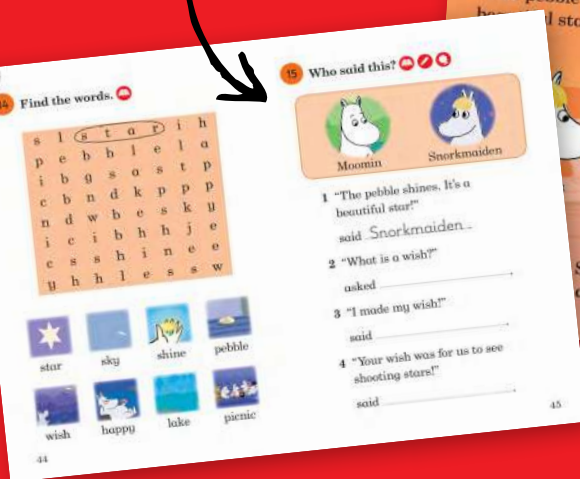 14 Find the words.
s l s t a r i h
p e b b l e l a
i b g s a s t p
c b n d k p p p
n d w b e s k y
i c i b h h j e
c s s h i n e e
y h h l e s s w
star sky shine pebble
wish happy lake picnic
44
15 Who said this?
Moomin Snorkmaiden
1 "The pebble shines. It's a
beautiful star!"
said Snorkmaiden.
2 "What is a wish?"
asked .
3 "I made my wish!"
said .
4 "Your wish was for us to see
shooting stars!"
said .
45